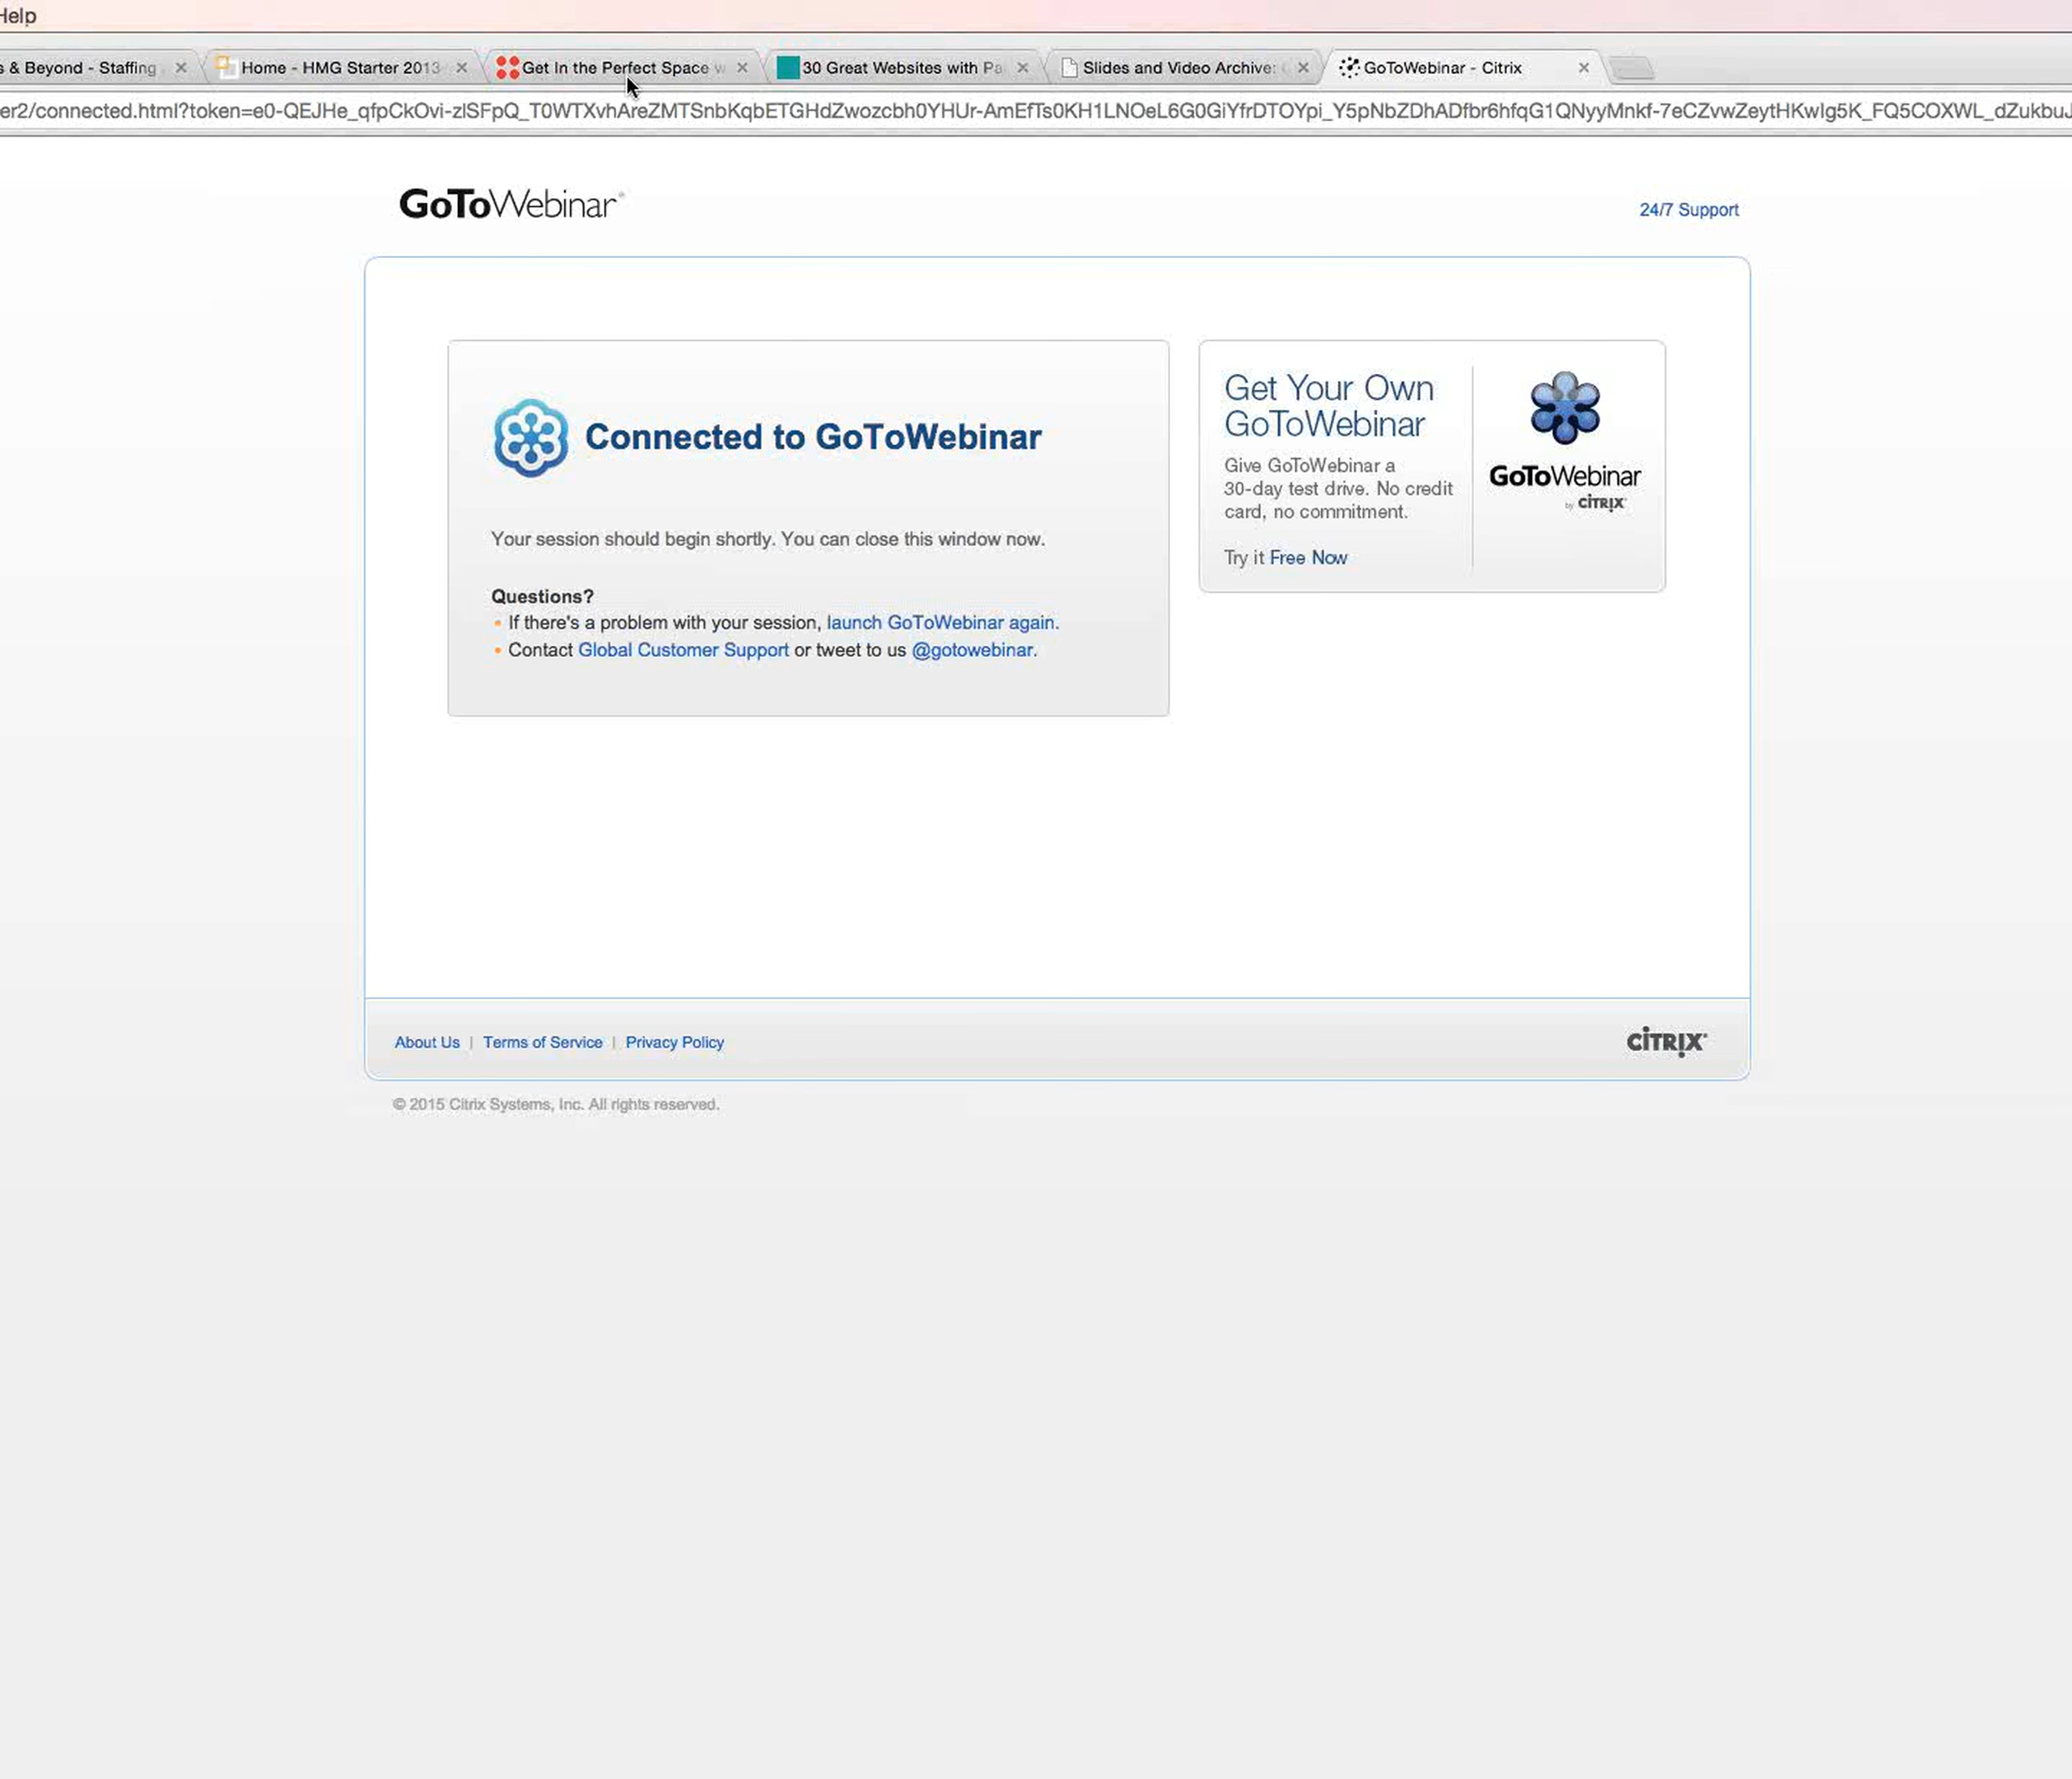 Help
s & Beyond - Staffing
Home - HMG Starter 2013
Get In the Perfect Space w
30 Great Websites with Pa
Slides and Video Archive:
GoToWebinar - Citrix
er2/connected.html?token=e0-QEJHe_qfpCkOvi-zlSFpQ_T0WTXvhAreZMTSnbKqbETGHdZwozcbh0YHUr-AmEfTs0KH1LNOeL6G0GiYfrDTOYpi_Y5pNbZDhADfbr6hfqG1QNyyMnkf-7eCZvwZeytHKwIg5K_FQ5COXWL_dZukbuJ
GoToWebinar
24/7 Support
Connected to GoToWebinar
Your session should begin shortly. You can close this window now.
Questions?
• If there's a problem with your session, launch GoToWebinar again.
• Contact Global Customer Support or tweet to us @gotowebinar.
Get Your Own
GoToWebinar
Give GoToWebinar a
30-day test drive. No credit
card, no commitment.
Try it Free Now
GoToWebinar
by CITRIX
About Us | Terms of Service | Privacy Policy
CITRIX
© 2015 Citrix Systems, Inc. All rights reserved.